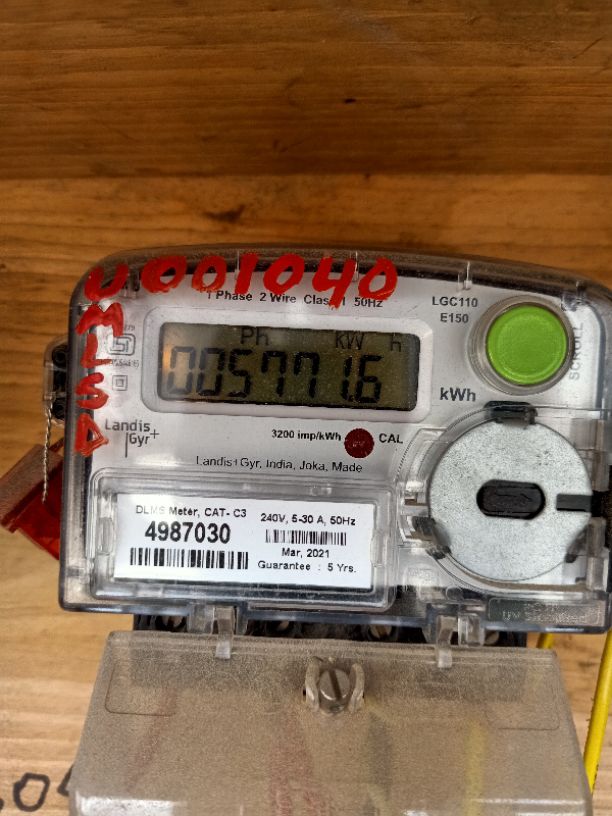 U001040
MLSD
1 Phase 2 Wire Class 1 50Hz
LGC110
E150
SCROLL
Ph kW h
005771.6
kWh
Landis
Gyr+
3200 imp/kWh
CAL
Landis+Gyr, India, Joka, Made
DLMS Meter, CAT- C3
4987030
240V, 5-30 A, 50Hz
Mar, 2021
Guarantee : 5 Yrs.